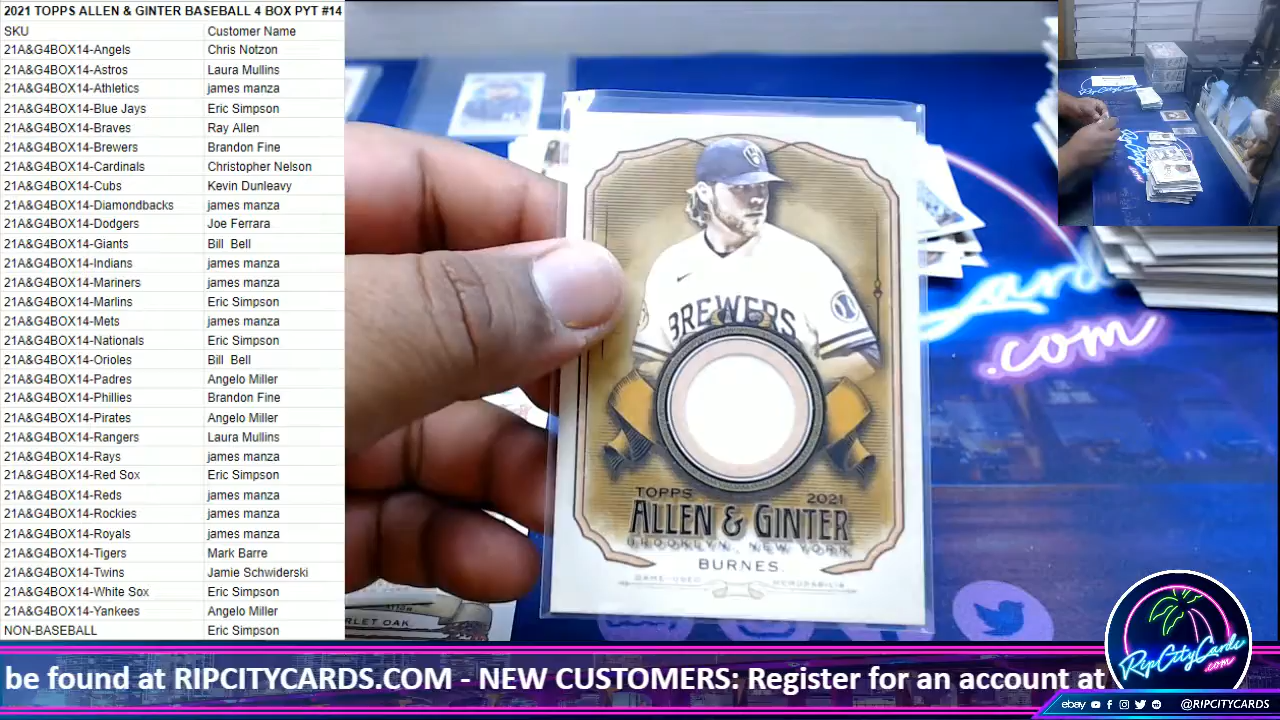 2021 TOPPS ALLEN & GINTER BASEBALL 4 BOX PYT #14
SKU Customer Name
21A&G4BOX14-Angels Chris Notzon
21A&G4BOX14-Astros Laura Mullins
21A&G4BOX14-Athletics james manza
21A&G4BOX14-Blue Jays Eric Simpson
21A&G4BOX14-Braves Ray Allen
21A&G4BOX14-Brewers Brandon Fine
21A&G4BOX14-Cardinals Christopher Nelson
21A&G4BOX14-Cubs Kevin Dunleavy
21A&G4BOX14-Diamondbacks james manza
21A&G4BOX14-Dodgers Joe Ferrara
21A&G4BOX14-Giants Bill Bell
21A&G4BOX14-Indians james manza
21A&G4BOX14-Mariners james manza
21A&G4BOX14-Marlins Eric Simpson
21A&G4BOX14-Mets james manza
21A&G4BOX14-Nationals Eric Simpson
21A&G4BOX14-Orioles Bill Bell
21A&G4BOX14-Padres Angelo Miller
21A&G4BOX14-Phillies Brandon Fine
21A&G4BOX14-Pirates Angelo Miller
21A&G4BOX14-Rangers Laura Mullins
21A&G4BOX14-Rays james manza
21A&G4BOX14-Red Sox Eric Simpson
21A&G4BOX14-Reds james manza
21A&G4BOX14-Rockies james manza
21A&G4BOX14-Royals james manza
21A&G4BOX14-Tigers Mark Barre
21A&G4BOX14-Twins Jamie Schwiderski
21A&G4BOX14-White Sox Eric Simpson
21A&G4BOX14-Yankees Angelo Miller
NON-BASEBALL Eric Simpson
BREWERS
TOPPS 2021
ALLEN & GINTER
BROOKLYN, NEW YORK
BURNES
GAME-USED MEMORABILIA
.com
RLET OAK
be found at RIPCITYCARDS.COM - NEW CUSTOMERS: Register for an account at
RipCityCards
.com
ebay @RIPCITYCARDS